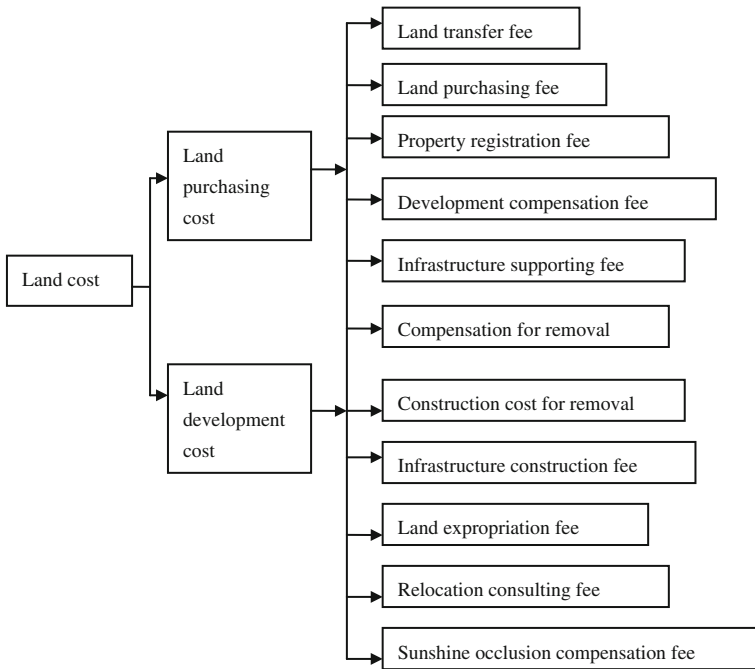 Land cost
Land
purchasing
cost
Land
development
cost
Land transfer fee
Land purchasing fee
Property registration fee
Development compensation fee
Infrastructure supporting fee
Compensation for removal
Construction cost for removal
Infrastructure construction fee
Land expropriation fee
Relocation consulting fee
Sunshine occlusion compensation fee